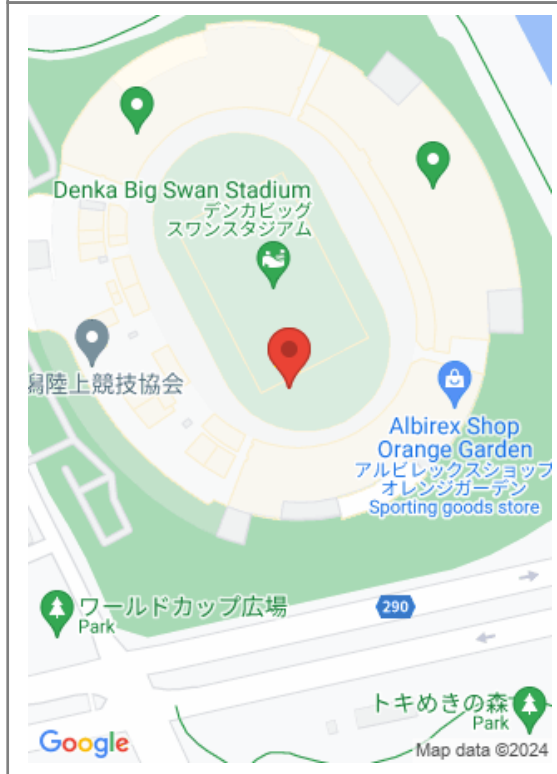 Denka Big Swan Stadium
デンカビッグ
スワンスタジアム
潟陸上競技協会
Albirex Shop
Orange Garden
アルビレックスショップ
オレンジガーデン
Sporting goods store
ワールドカップ広場
Park
290
トキめきの森
Park
Google
Map data ©2024